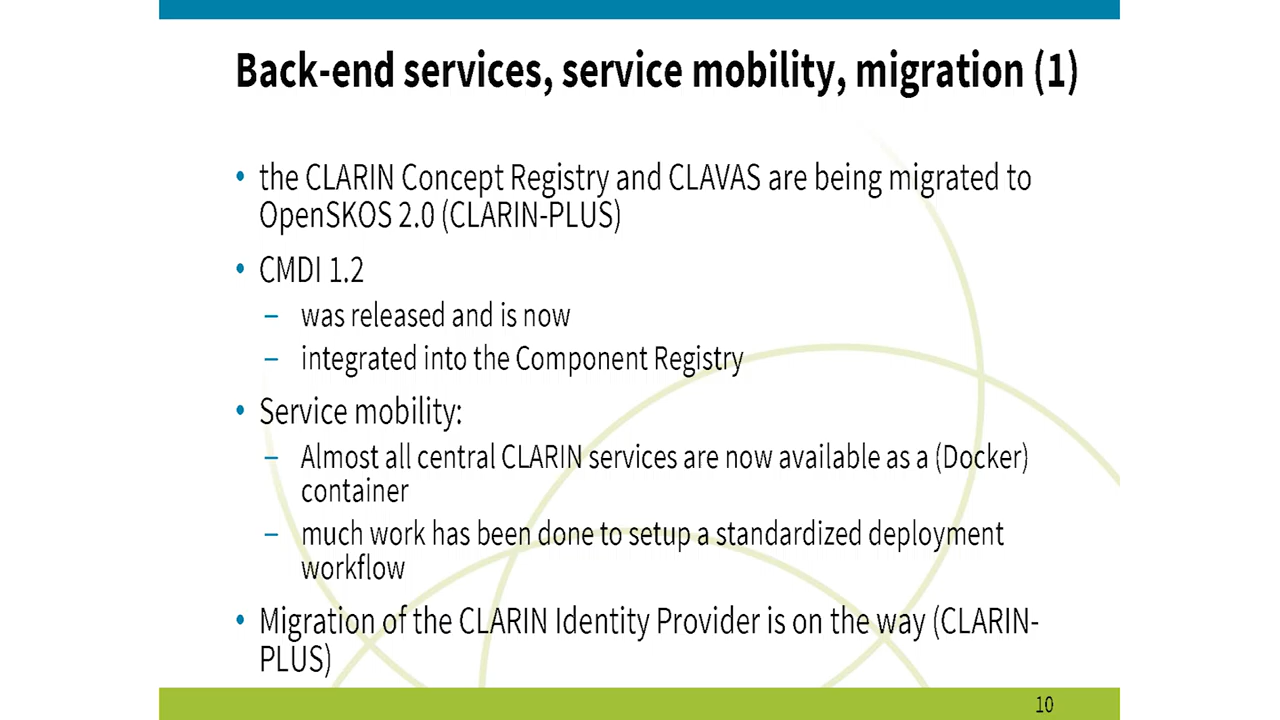 Back-end services, service mobility, migration (1)
• the CLARIN Concept Registry and CLAVAS are being migrated to
OpenSKOS 2.0 (CLARIN-PLUS)
• CMDI 1.2
– was released and is now
– integrated into the Component Registry
• Service mobility:
– Almost all central CLARIN services are now available as a (Docker)
container
– much work has been done to setup a standardized deployment
workflow
• Migration of the CLARIN Identity Provider is on the way (CLARIN-
PLUS)
10